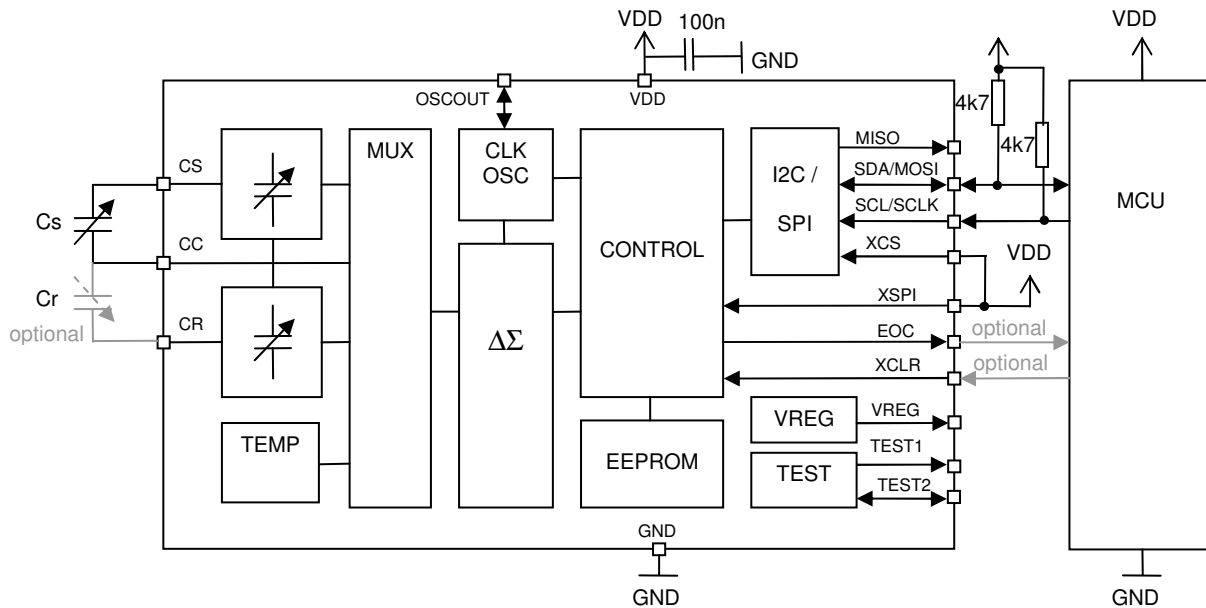 VDD
100n
GND
VDD
VDD
OSCOUT
VDD
4k7
4k7
CS
MUX
CLK
OSC
I2C /
SPI
MISO
SDA/MOSI
SCL/SCLK
XCS
MCU
Cs
CC
CONTROL
VDD
Cr
optional
CR
ΔΣ
XSPI
EOC
optional
XCLR
optional
TEMP
EEPROM
VREG
VREG
TEST
TEST1
TEST2
GND
GND
GND